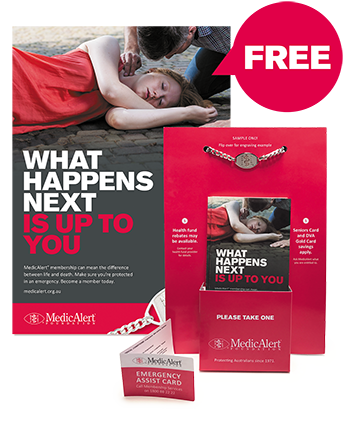 FREE
WHAT
HAPPENS
NEXT
IS UP TO
YOU
MedicAlert® membership can mean the difference
between life and death. Make sure you're protected
in an emergency. Become a member today.
medicalert.org.au
MedicAlert
FOUNDATION
SAMPLE ONLY
Flip over for engraving example
Health fund
rebates may
be available.
Seniors Card
and DVA
Gold Card
savings
apply.
WHAT
HAPPENS
NEXT
IS UP TO YOU
PLEASE TAKE ONE
MedicAlert
FOUNDATION
Protecting Australians since 1971
MedicAlert
FOUNDATION
EMERGENCY
ASSIST CARD